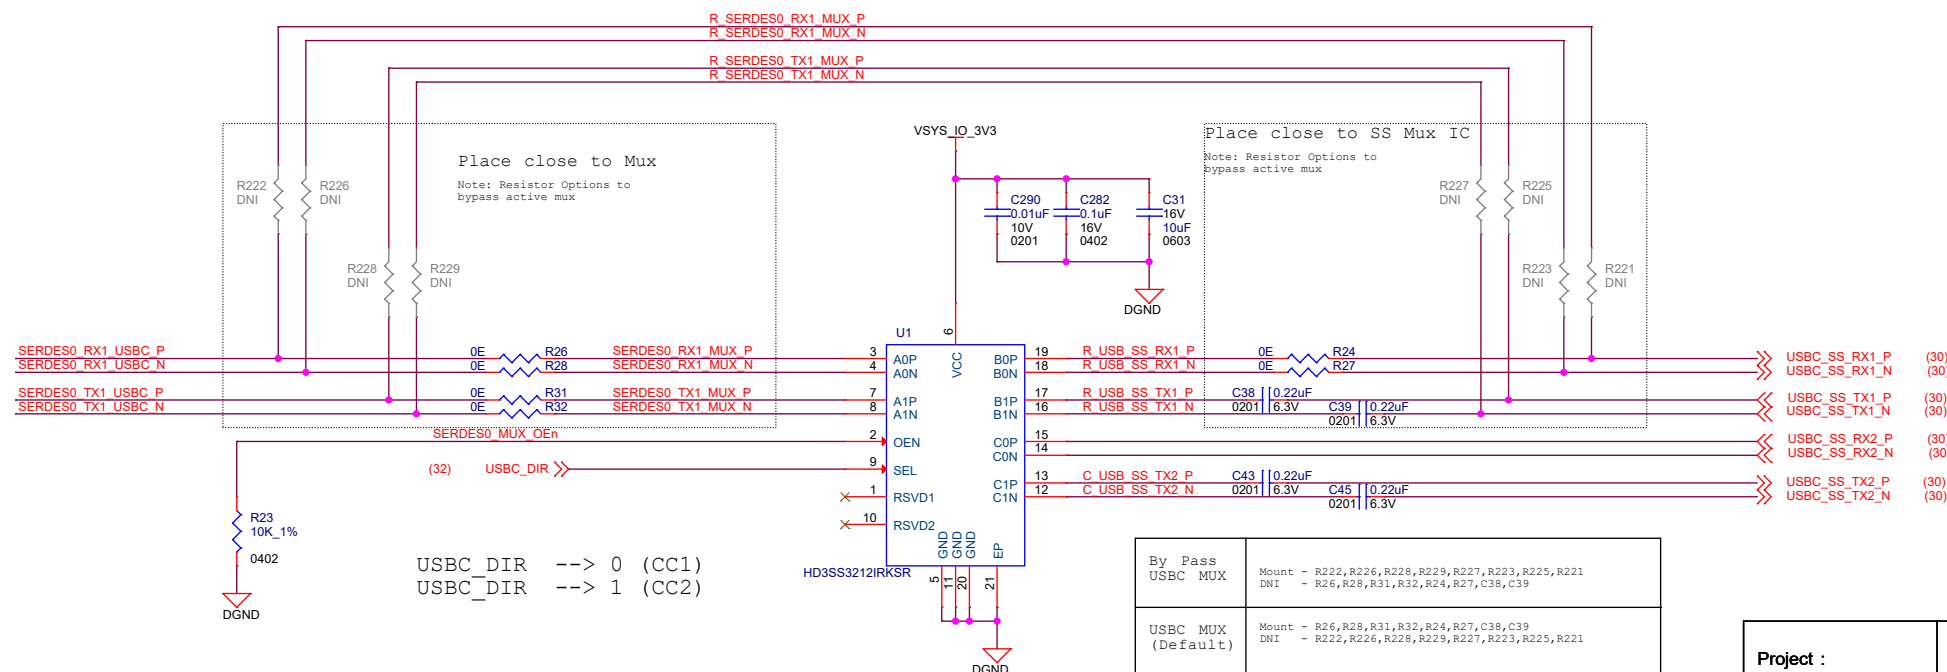 R_SERDES0_RX1_MUX_P
R_SERDES0_RX1_MUX_N
R_SERDES0_TX1_MUX_P
R_SERDES0_TX1_MUX_N
Place close to Mux
Note: Resistor Options to
bypass active mux
R222
DNI
R226
DNI
R228
DNI
R229
DNI
VSYS_IO_3V3
C290
0.01uF
10V
0201
C282
0.1uF
16V
0402
C31
16V
10uF
0603
DGND
Place close to SS Mux IC
Note: Resistor Options to
bypass active mux
R227
DNI
R225
DNI
R223
DNI
R221
DNI
SERDES0_RX1_USBC_P
SERDES0_RX1_USBC_N
SERDES0_TX1_USBC_P
SERDES0_TX1_USBC_N
0E R26
0E R28
0E R31
0E R32
SERDES0_RX1_MUX_P
SERDES0_RX1_MUX_N
SERDES0_TX1_MUX_P
SERDES0_TX1_MUX_N
SERDES0_MUX_OEn
(32) USBC_DIR
R23
10K_1%
0402
DGND
U1
6
VCC
3 A0P
4 A0N
7 A1P
8 A1N
2 OEN
9 SEL
1 RSVD1
10 RSVD2
B0P 19
B0N 18
B1P 17
B1N 16
C0P 15
C0N 14
C1P 13
C1N 12
GND
GND
GND
EP
5
11
20
21
HD3SS3212IRKSR
DGND
R_USB_SS_RX1_P
R_USB_SS_RX1_N
R_USB_SS_TX1_P
R_USB_SS_TX1_N
C_USB_SS_TX2_P
C_USB_SS_TX2_N
0E R24
0E R27
C38 0.22uF
0201 6.3V
C39 0.22uF
0201 6.3V
C43 0.22uF
0201 6.3V
C45 0.22uF
0201 6.3V
USBC_SS_RX1_P (30)
USBC_SS_RX1_N (30)
USBC_SS_TX1_P (30)
USBC_SS_TX1_N (30)
USBC_SS_RX2_P (30)
USBC_SS_RX2_N (30
USBC_SS_TX2_P (30)
USBC_SS_TX2_N (30)
USBC_DIR --> 0 (CC1)
USBC_DIR --> 1 (CC2)
By Pass
USBC MUX
Mount - R222,R226,R228,R229,R227,R223,R225,R221
DNI - R26,R28,R31,R32,R24,R27,C38,C39
USBC MUX
(Default)
Mount - R26,R28,R31,R32,R24,R27,C38,C39
DNI - R222,R226,R228,R229,R227,R223,R225,R221
Project :